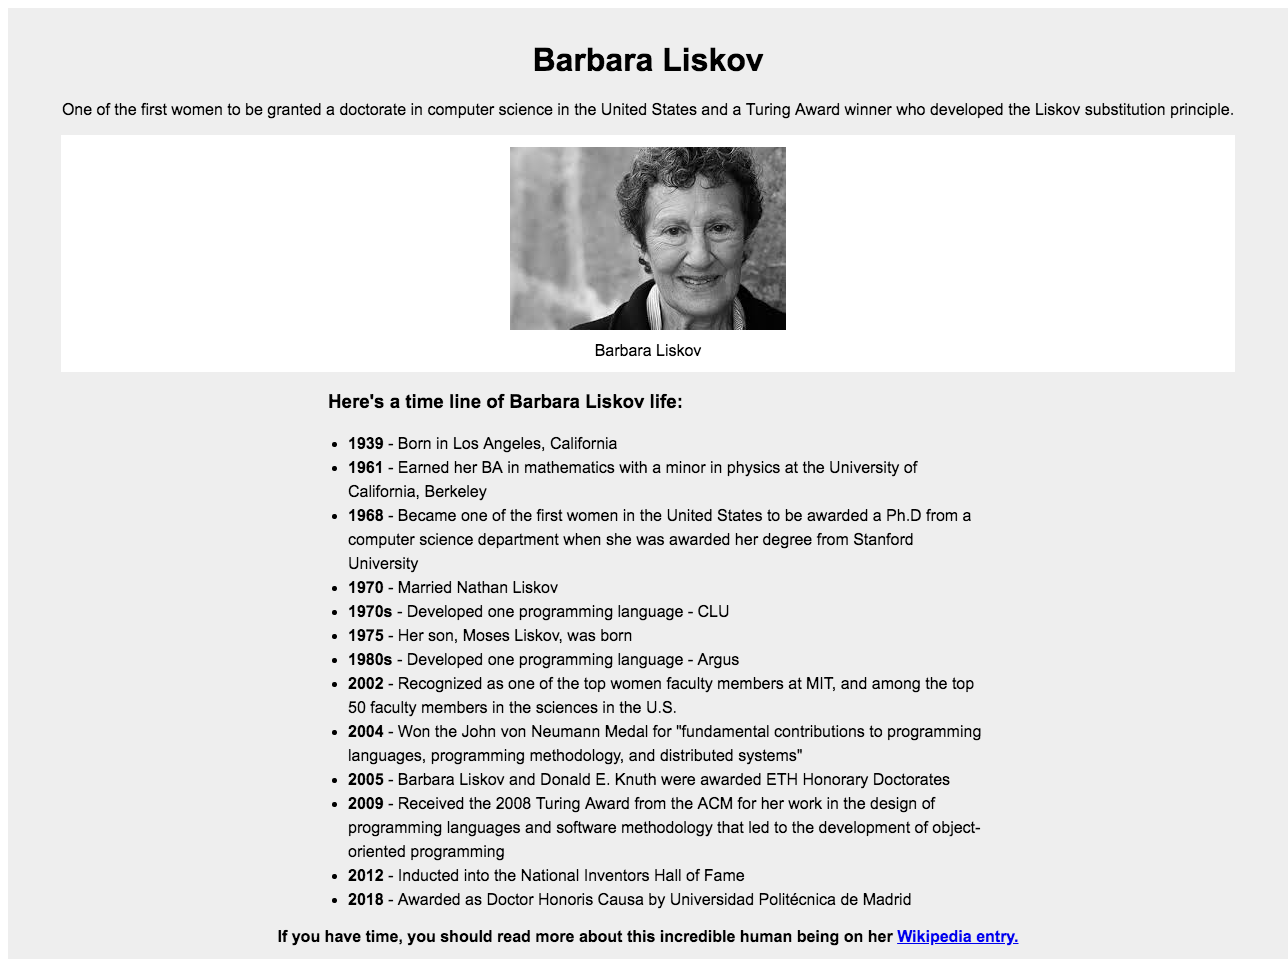 Barbara Liskov
One of the first women to be granted a doctorate in computer science in the United States and a Turing Award winner who developed the Liskov substitution principle.
Barbara Liskov
Here's a time line of Barbara Liskov life:
• 1939 - Born in Los Angeles, California
• 1961 - Earned her BA in mathematics with a minor in physics at the University of
California, Berkeley
• 1968 - Became one of the first women in the United States to be awarded a Ph.D from a
computer science department when she was awarded her degree from Stanford
University
• 1970 - Married Nathan Liskov
• 1970s - Developed one programming language - CLU
• 1975 - Her son, Moses Liskov, was born
• 1980s - Developed one programming language - Argus
• 2002 - Recognized as one of the top women faculty members at MIT, and among the top
50 faculty members in the sciences in the U.S.
• 2004 - Won the John von Neumann Medal for "fundamental contributions to programming
languages, programming methodology, and distributed systems"
• 2005 - Barbara Liskov and Donald E. Knuth were awarded ETH Honorary Doctorates
• 2009 - Received the 2008 Turing Award from the ACM for her work in the design of
programming languages and software methodology that led to the development of object-
oriented programming
• 2012 - Inducted into the National Inventors Hall of Fame
• 2018 - Awarded as Doctor Honoris Causa by Universidad Politécnica de Madrid
If you have time, you should read more about this incredible human being on her Wikipedia entry.